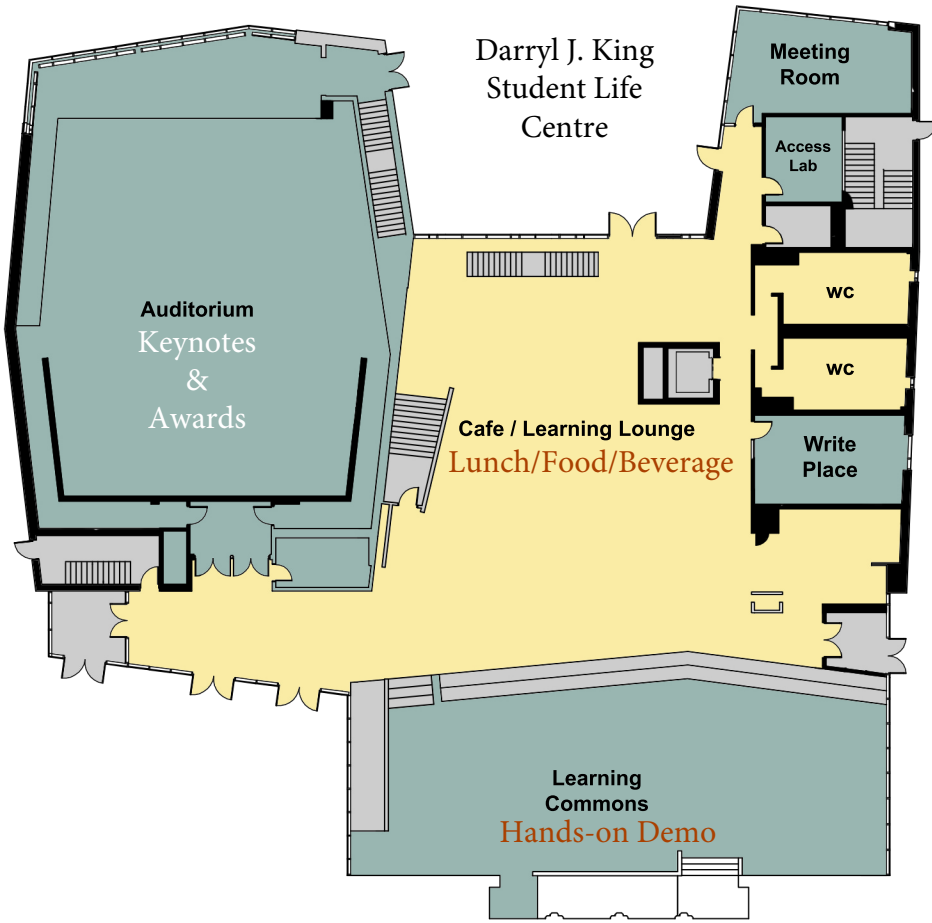 Darryl J. King
Student Life
Centre
Meeting
Room
Access
Lab
wc
wc
Auditorium
Keynotes
&
Awards
Cafe / Learning Lounge
Lunch/Food/Beverage
Write
Place
Learning
Commons
Hands-on Demo